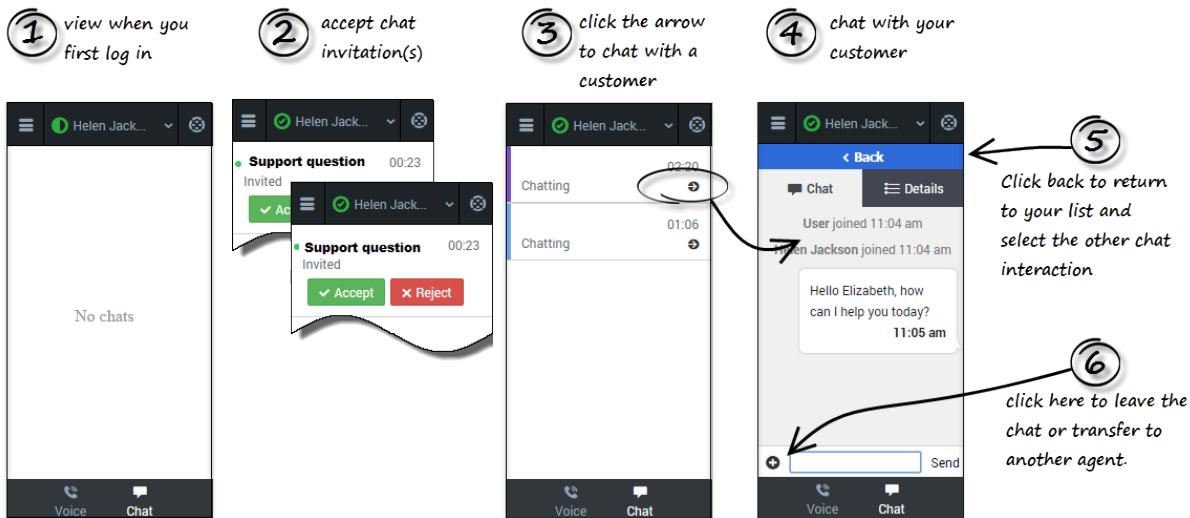 1
view when you
first log in
Helen Jack...
No chats
Voice
Chat
2
accept chat
invitation(s)
Helen Jack...
Support question 00:23
Invited
Ac
Helen Jack...
Support question 00:23
Invited
Accept
Reject
3
click the arrow
to chat with a
customer
Helen Jack...
02:20
Chatting
01:06
Chatting
Voice
Chat
4
chat with your
customer
Helen Jack...
< Back
Chat
Details
User joined 11:04 am
Helen Jackson joined 11:04 am
Hello Elizabeth, how
can I help you today?
11:05 am
Send
Voice
Chat
5
Click back to return
to your list and
select the other chat
interaction
6
click here to leave the
chat or transfer to
another agent.